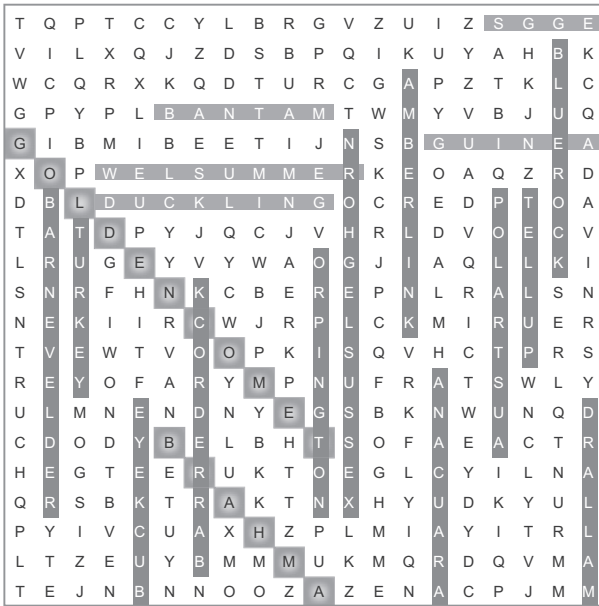 T Q P T C C Y L B R G V Z U I Z S G G E
V I L X Q J Z D S B P Q I K U Y A H B K
W C Q R X K Q D T U R C G A P Z T K L C
G P Y P L B A N T A M T W M Y V B J U Q
G I B M I B E E T I J N S B G U I N E A
X O P W E L S U M M E R K E O A Q Z R D
D B L D U C K L I N G O C R E D P T O A
T A T D P Y J Q C J V H R L D V O E C V
L R U G E Y V Y W A O G J I A Q L L K I
S N R F H N K C B E R E P N L R A L S N
N E K I I R C W J R P L C K M I R U E R
T V E W T V O O P K I S Q V H C T P R S
R E Y O F A R Y M P N U F R A T S W L Y
U L M N E N D N Y E G S B K N W U N Q D
C D O D Y B E L B H T S O F A E A C T R
H E G T E E R U K T O E G L C Y I L N A
Q R S B K T R A K T N X H Y U D K Y U L
P Y I V C U A X H Z P L M I A Y I T R L
L T Z E U Y B M M M U K M Q R D Q V M A
T E J N B N N O O Z A Z E N A C P J M M